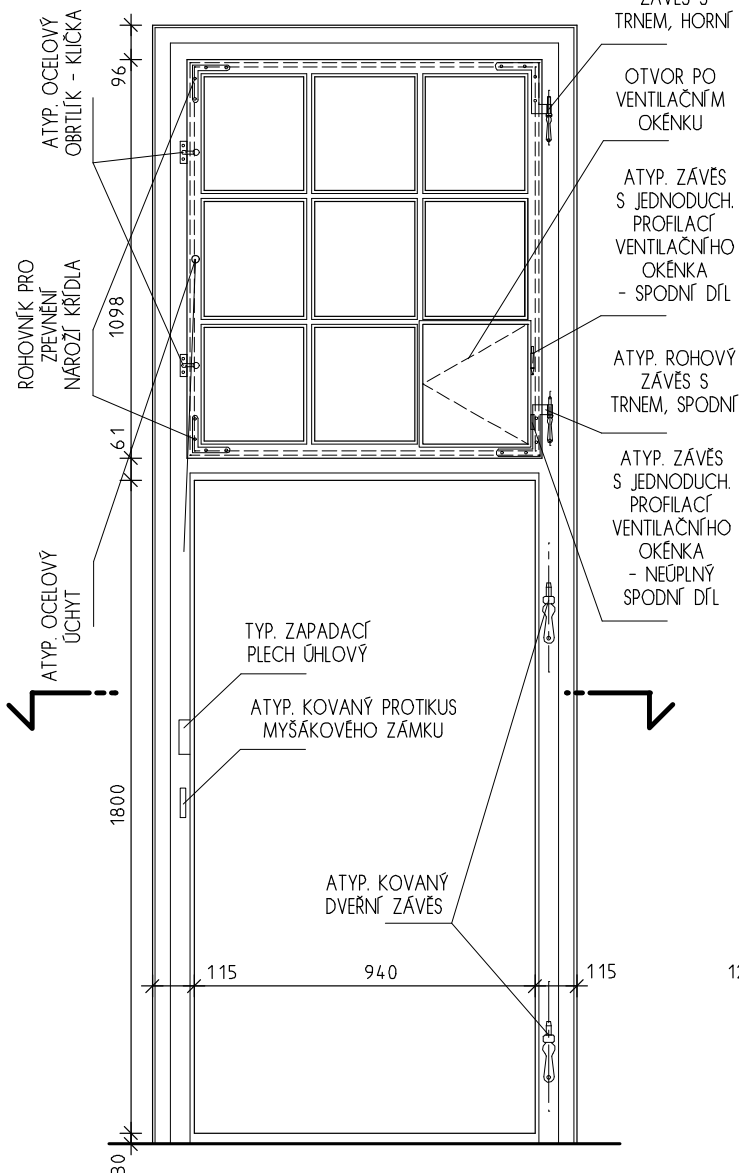 TRNEM, HORNÍ
OTVOR PO
VENTILAČNÍM
OKÉNKU
ATYP. ZÁVĚS
S JEDNODUCH.
PROFILACÍ
VENTILAČNÍHO
OKÉNKA
- SPODNÍ DÍL
ATYP. ROHOVÝ
ZÁVĚS S
TRNEM, SPODNÍ
ATYP. ZÁVĚS
S JEDNODUCH.
PROFILACÍ
VENTILAČNÍHO
OKÉNKA
- NEÚPLNÝ
SPODNÍ DÍL
ATYP. OCELOVÝ
OBRTLÍK - KLIČKA
96
ROHOVNÍK PRO
ZPEVNĚNÍ
NÁROŽÍ KŘÍDLA
1098
61
ATYP. OCELOVÝ
ÚCHYT
TYP. ZAPADACÍ
PLECH ÚHLOVÝ
ATYP. KOVANÝ PROTIKUS
MYŠÁKOVÉHO ZÁMKU
1800
ATYP. KOVANÝ
DVEŘNÍ ZÁVĚS
115
940
115